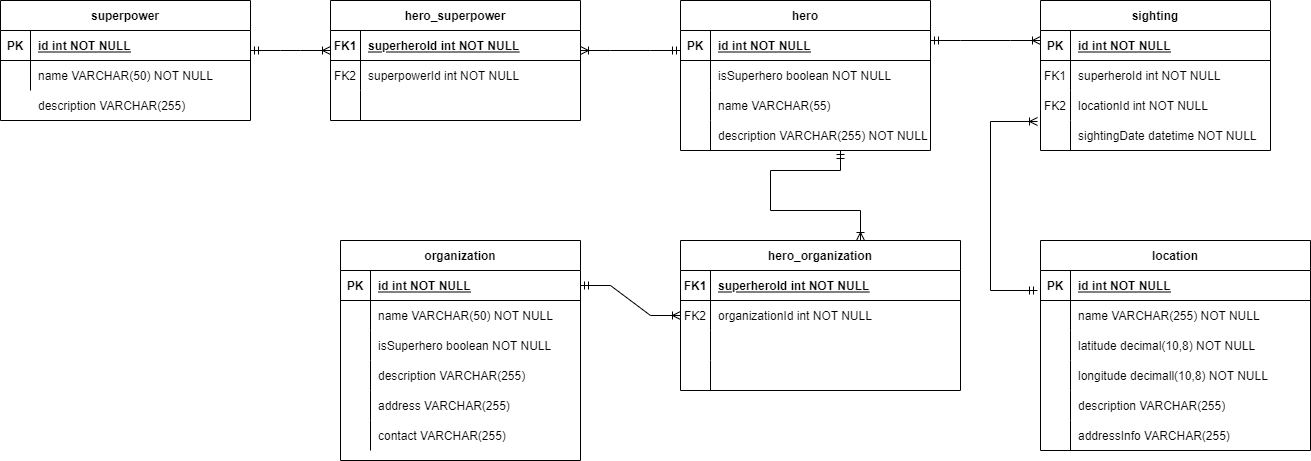 superpower
PK id int NOT NULL
name VARCHAR(50) NOT NULL
description VARCHAR(255)
hero_superpower
FK1 superheroId int NOT NULL
FK2 superpowerId int NOT NULL
hero
PK id int NOT NULL
isSuperhero boolean NOT NULL
name VARCHAR(55)
description VARCHAR(255) NOT NULL
sighting
PK id int NOT NULL
FK1 superheroId int NOT NULL
FK2 locationId int NOT NULL
sightingDate datetime NOT NULL
organization
PK id int NOT NULL
name VARCHAR(50) NOT NULL
isSuperhero boolean NOT NULL
description VARCHAR(255)
address VARCHAR(255)
contact VARCHAR(255)
hero_organization
FK1 superheroId int NOT NULL
FK2 organizationId int NOT NULL
location
PK id int NOT NULL
name VARCHAR(255) NOT NULL
latitude decimal(10,8) NOT NULL
longitude decimall(10,8) NOT NULL
description VARCHAR(255)
addressInfo VARCHAR(255)